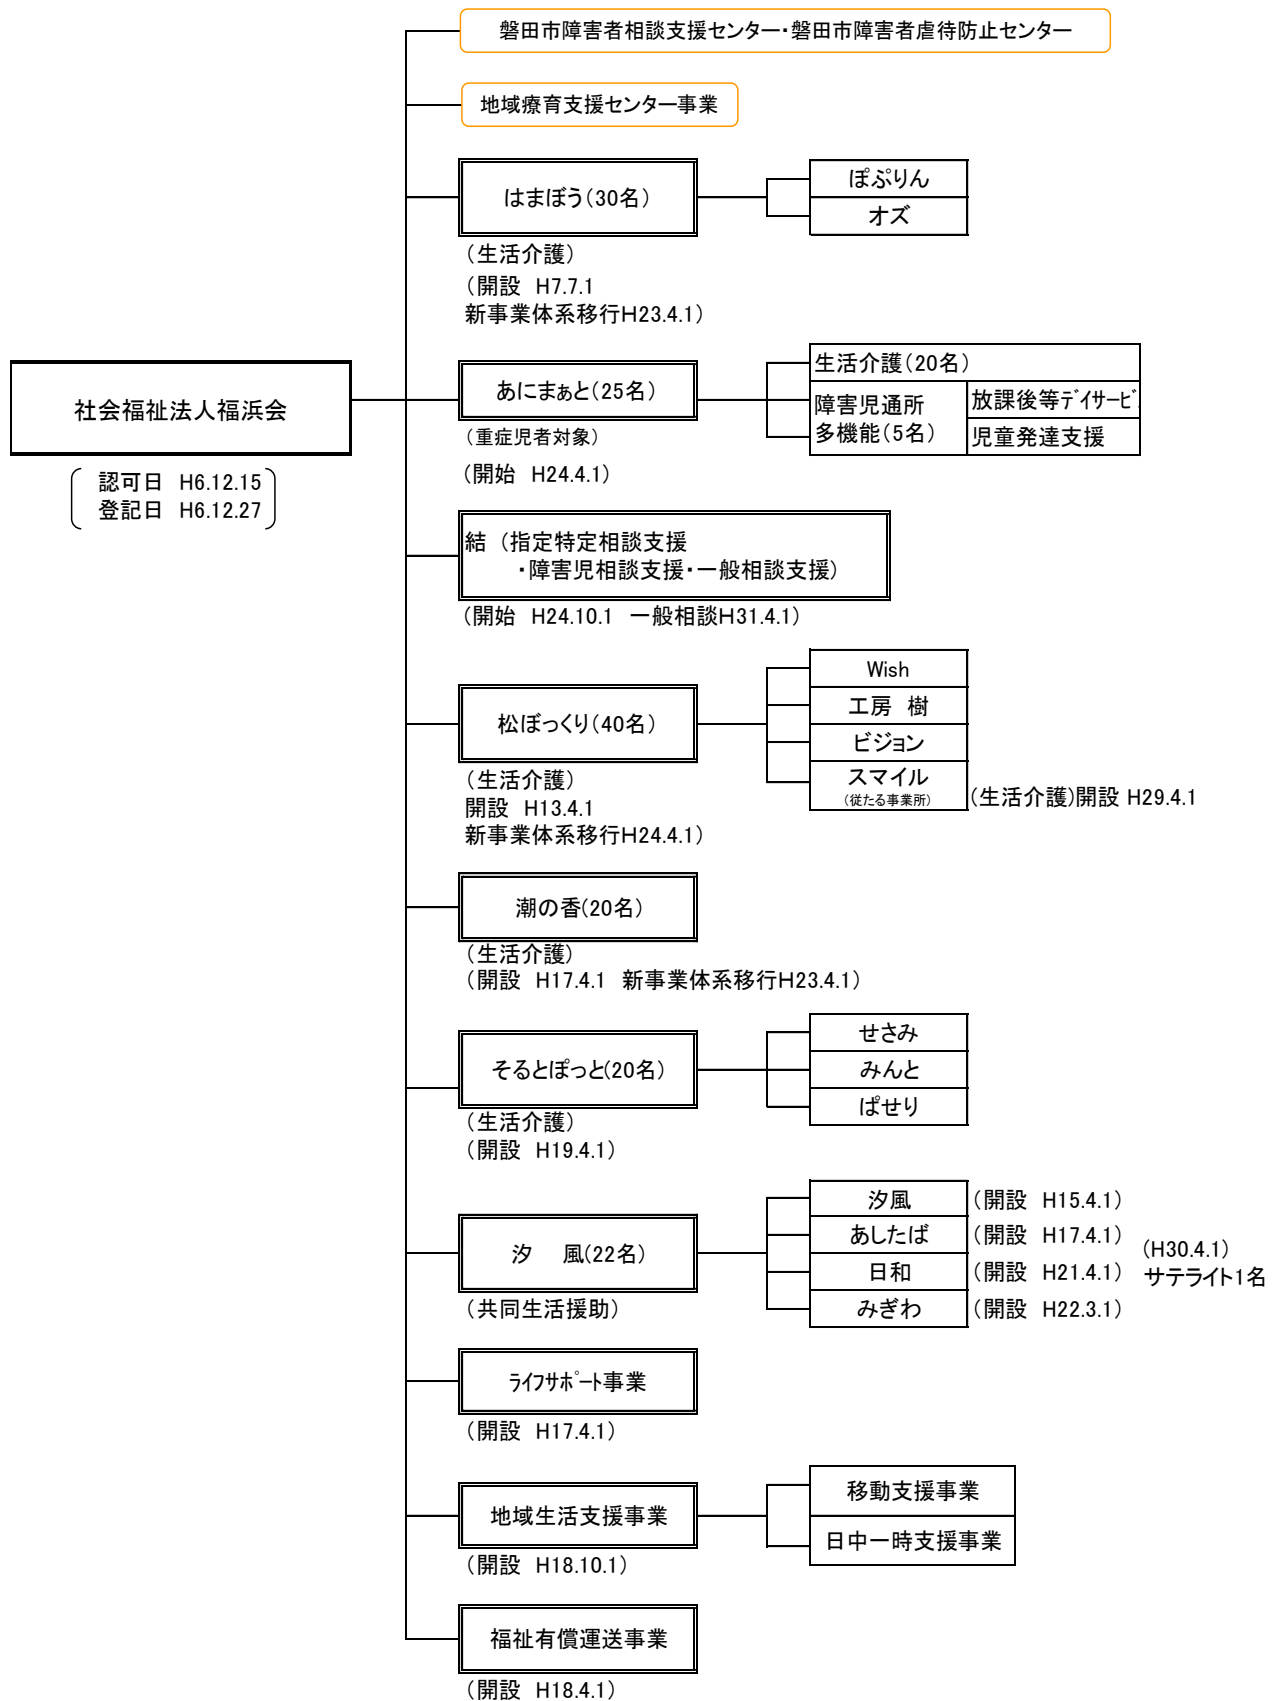 磐田市障害者相談支援センター・磐田市障害者虐待防止センター
地域療育支援センター事業
はまぼう（30名）
（生活介護）
（開設　H7.7.1
新事業体系移行H23.4.1）
ぽぷりん
オズ
社会福祉法人福浜会
認可日　H6.12.15
登記日　H6.12.27
あにまぁと（25名）
（重症児者対象）
（開始　H24.4.1）
生活介護（20名）
障害児通所
多機能（5名）
放課後等ﾃﾞｲｻｰﾋﾞ
児童発達支援
結 （指定特定相談支援
・障害児相談支援・一般相談支援）
（開始　H24.10.1　一般相談H31.4.1）
松ぼっくり（40名）
（生活介護）
開設　H13.4.1
新事業体系移行H24.4.1）
Wish
工房　樹
ビジョン
スマイル
（従たる事業所）
（生活介護）開設 H29.4.1
潮の香（20名）
（生活介護）
（開設　H17.4.1　新事業体系移行H23.4.1）
そるとぽっと（20名）
（生活介護）
（開設　H19.4.1）
せさみ
みんと
ぱせり
汐　風（22名）
（共同生活援助）
汐風
（開設　H15.4.1）
あしたば
（開設　H17.4.1）
日和
（開設　H21.4.1）
みぎわ
（開設　H22.3.1）
（H30.4.1）
サテライト1名
ﾗｲﾌｻﾎﾟｰﾄ事業
（開設　H17.4.1）
地域生活支援事業
（開設　H18.10.1）
移動支援事業
日中一時支援事業
福祉有償運送事業
（開設　H18.4.1）